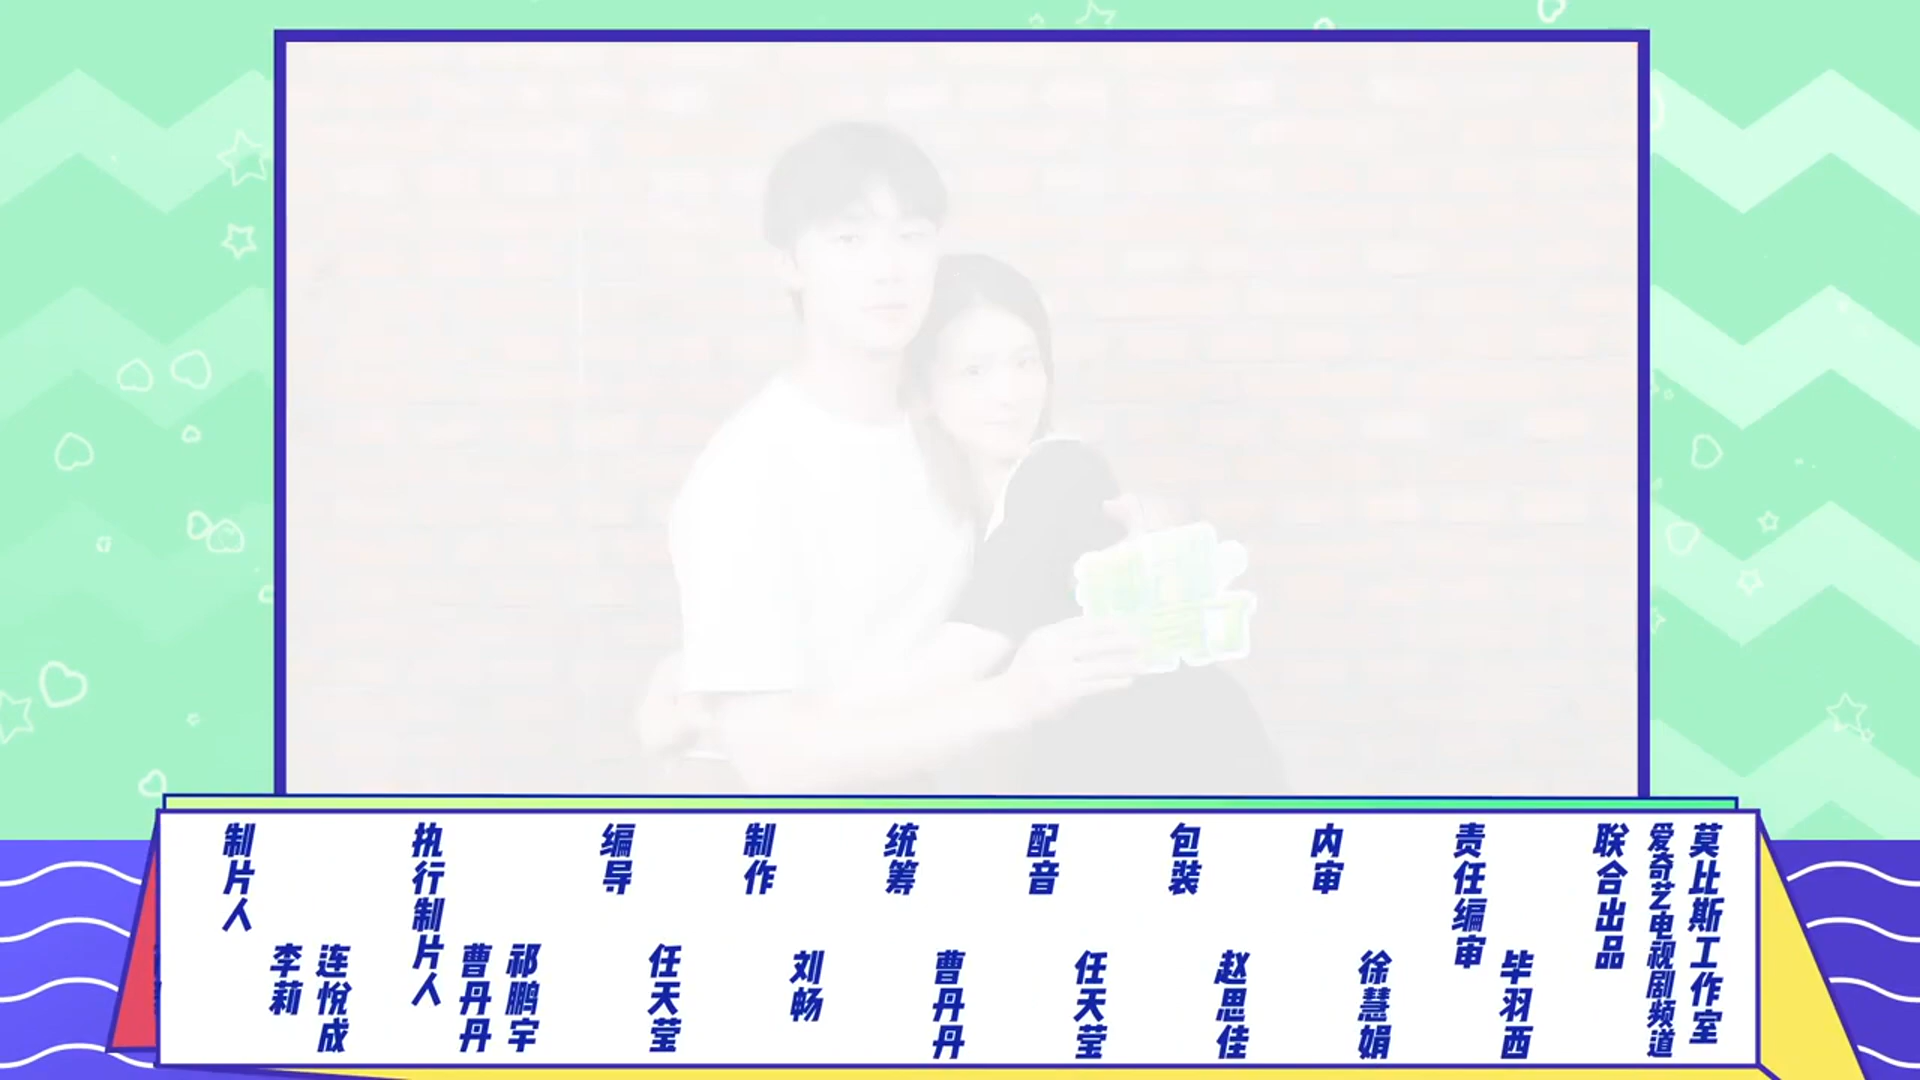 制片人
李莉
连悦成
执行制片人
曹丹丹
祁鹏宇
编导
任天莹
制作
刘畅
统筹
曹丹丹
配音
任天莹
包装
赵思佳
内审
徐慧娟
责任编审
毕羽西
联合出品
爱奇艺电视剧频道
莫比斯工作室